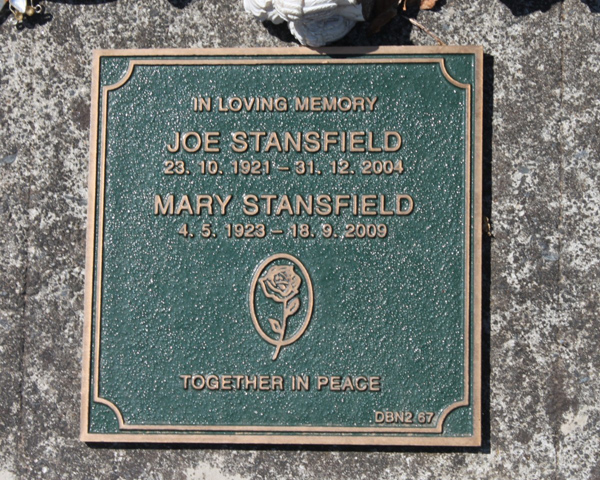 IN LOVING MEMORY
JOE STANSFIELD
23. 10. 1921 – 31. 12. 2004
MARY STANSFIELD
4. 5. 1923 – 18. 9. 2009
TOGETHER IN PEACE
DBN2 67